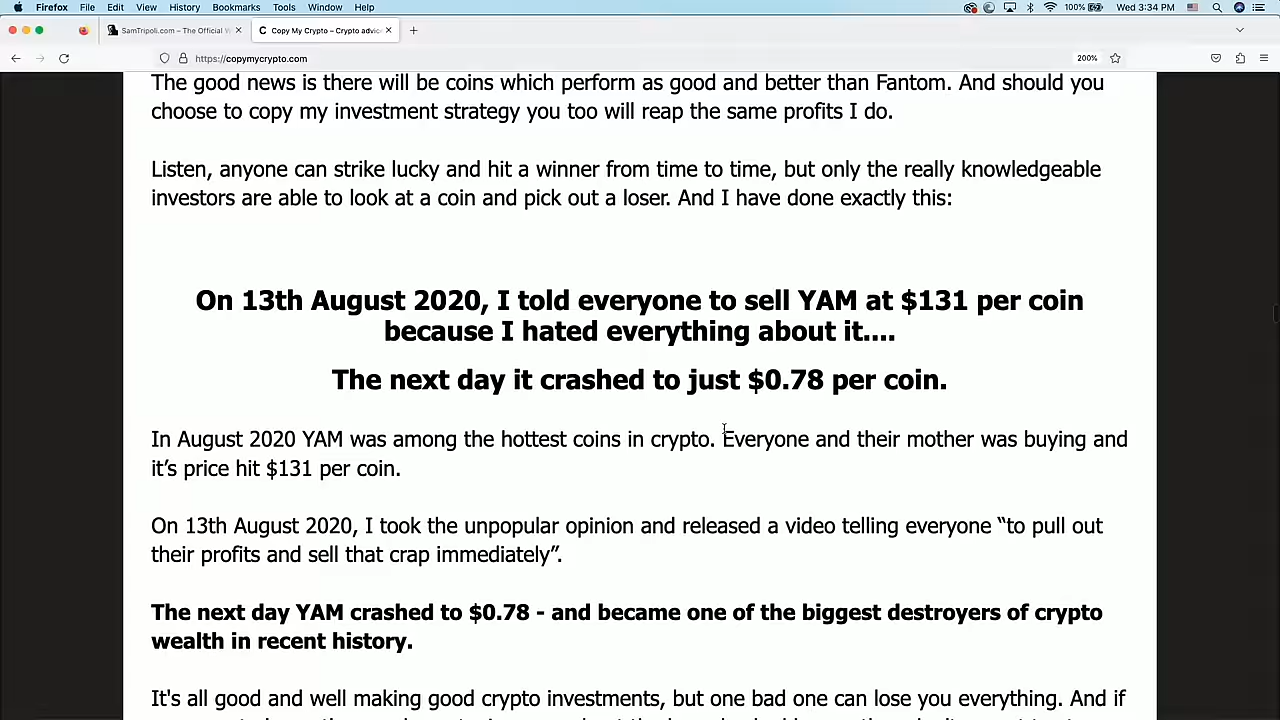 Firefox File Edit View History Bookmarks Tools Window Help 100% Wed 3:34 PM
SamTripoli.com – The Official W
Copy My Crypto – Crypto advic
https://copymycrypto.com 200%
The good news is there will be coins which perform as good and better than Fantom. And should you
choose to copy my investment strategy you too will reap the same profits I do.
Listen, anyone can strike lucky and hit a winner from time to time, but only the really knowledgeable
investors are able to look at a coin and pick out a loser. And I have done exactly this:
On 13th August 2020, I told everyone to sell YAM at $131 per coin
because I hated everything about it....
The next day it crashed to just $0.78 per coin.
In August 2020 YAM was among the hottest coins in crypto. Everyone and their mother was buying and
it’s price hit $131 per coin.
On 13th August 2020, I took the unpopular opinion and released a video telling everyone “to pull out
their profits and sell that crap immediately”.
The next day YAM crashed to $0.78 - and became one of the biggest destroyers of crypto
wealth in recent history.
It's all good and well making good crypto investments, but one bad one can lose you everything. And if